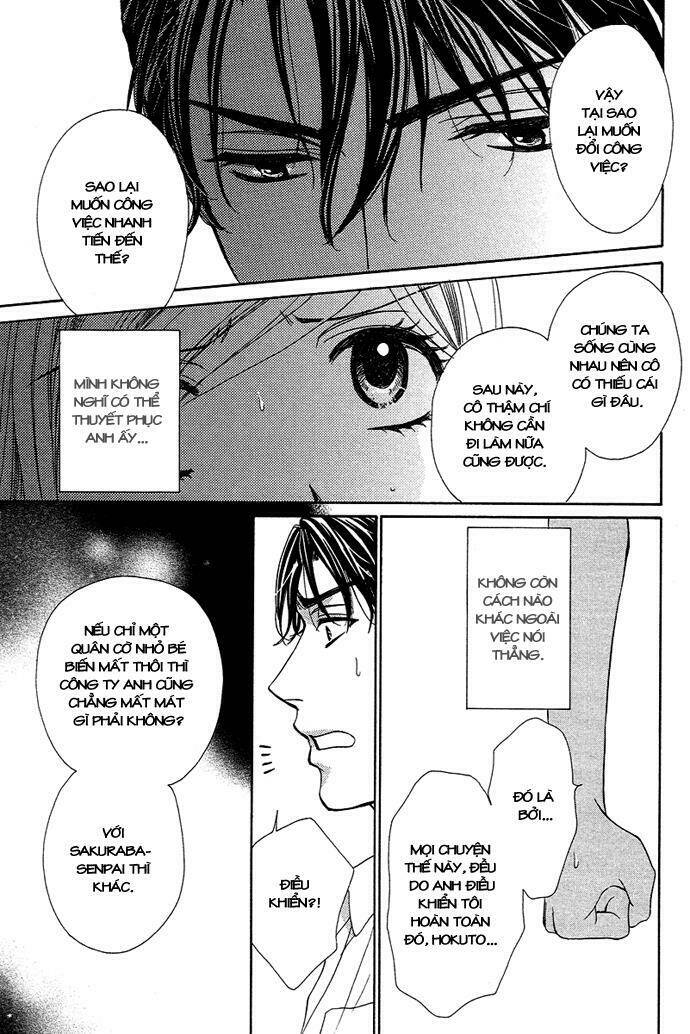 VẬY
TẠI SAO
LẠI MUỐN
ĐỔI CÔNG
VIỆC?
SAO LẠI
MUỐN CÔNG
VIỆC NHANH
TIẾN ĐẾN
THẾ?
CHÚNG TA
SỐNG CÙNG
NHAU NÊN CÔ
CÓ THIẾU CÁI
GÌ ĐÂU.
SAU NÀY,
CÔ THẬM CHÍ
KHÔNG CẦN
ĐI LÀM NỮA
CŨNG ĐƯỢC.
MÌNH KHÔNG
NGHĨ CÓ THỂ
THUYẾT PHỤC
ANH ẤY...
KHÔNG CÒN
CÁCH NÀO
KHÁC NGOÀI
VIỆC NÓI
THẲNG.
ĐÓ LÀ
BỞI...
MỌI CHUYỆN
THẾ NÀY, ĐỀU
DO ANH ĐIỀU
KHIỂN TÔI
HOÀN TOÀN
ĐÓ, HOKUTO...
ĐIỀU
KHIỂN?!
NẾU CHỈ MỘT
QUÂN CỜ NHỎ BÉ
BIẾN MẤT THÔI THÌ
CÔNG TY ANH CŨNG
CHẲNG MẤT MÁT
GÌ PHẢI KHÔNG?
VỚI
SAKURABA-
SENPAI THÌ
KHÁC.